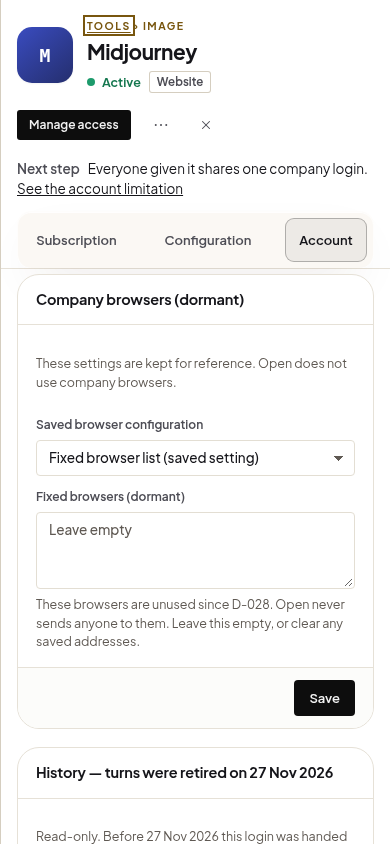 TOOLS › IMAGE
M
Midjourney
Active
Website
Manage access
Next step Everyone given it shares one company login.
See the account limitation
Subscription
Configuration
Account
Company browsers (dormant)
These settings are kept for reference. Open does not
use company browsers.
Saved browser configuration
Fixed browser list (saved setting)
Fixed browsers (dormant)
Leave empty
These browsers are unused since D-028. Open never
sends anyone to them. Leave this empty, or clear any
saved addresses.
Save
History — turns were retired on 27 Nov 2026
Read-only. Before 27 Nov 2026 this login was handed